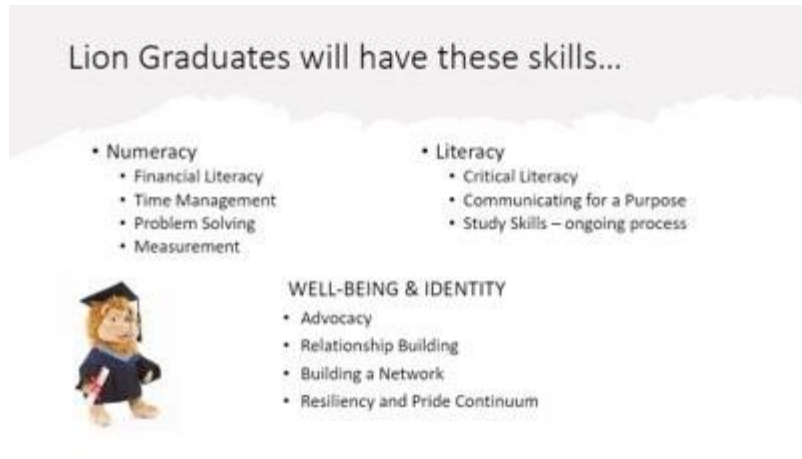 Lion Graduates will have these skills...
• Numeracy
• Financial Literacy
• Time Management
• Problem Solving
• Measurement
• Literacy
• Critical Literacy
• Communicating for a Purpose
• Study Skills – ongoing process
WELL-BEING & IDENTITY
• Advocacy
• Relationship Building
• Building a Network
• Resiliency and Pride Continuum